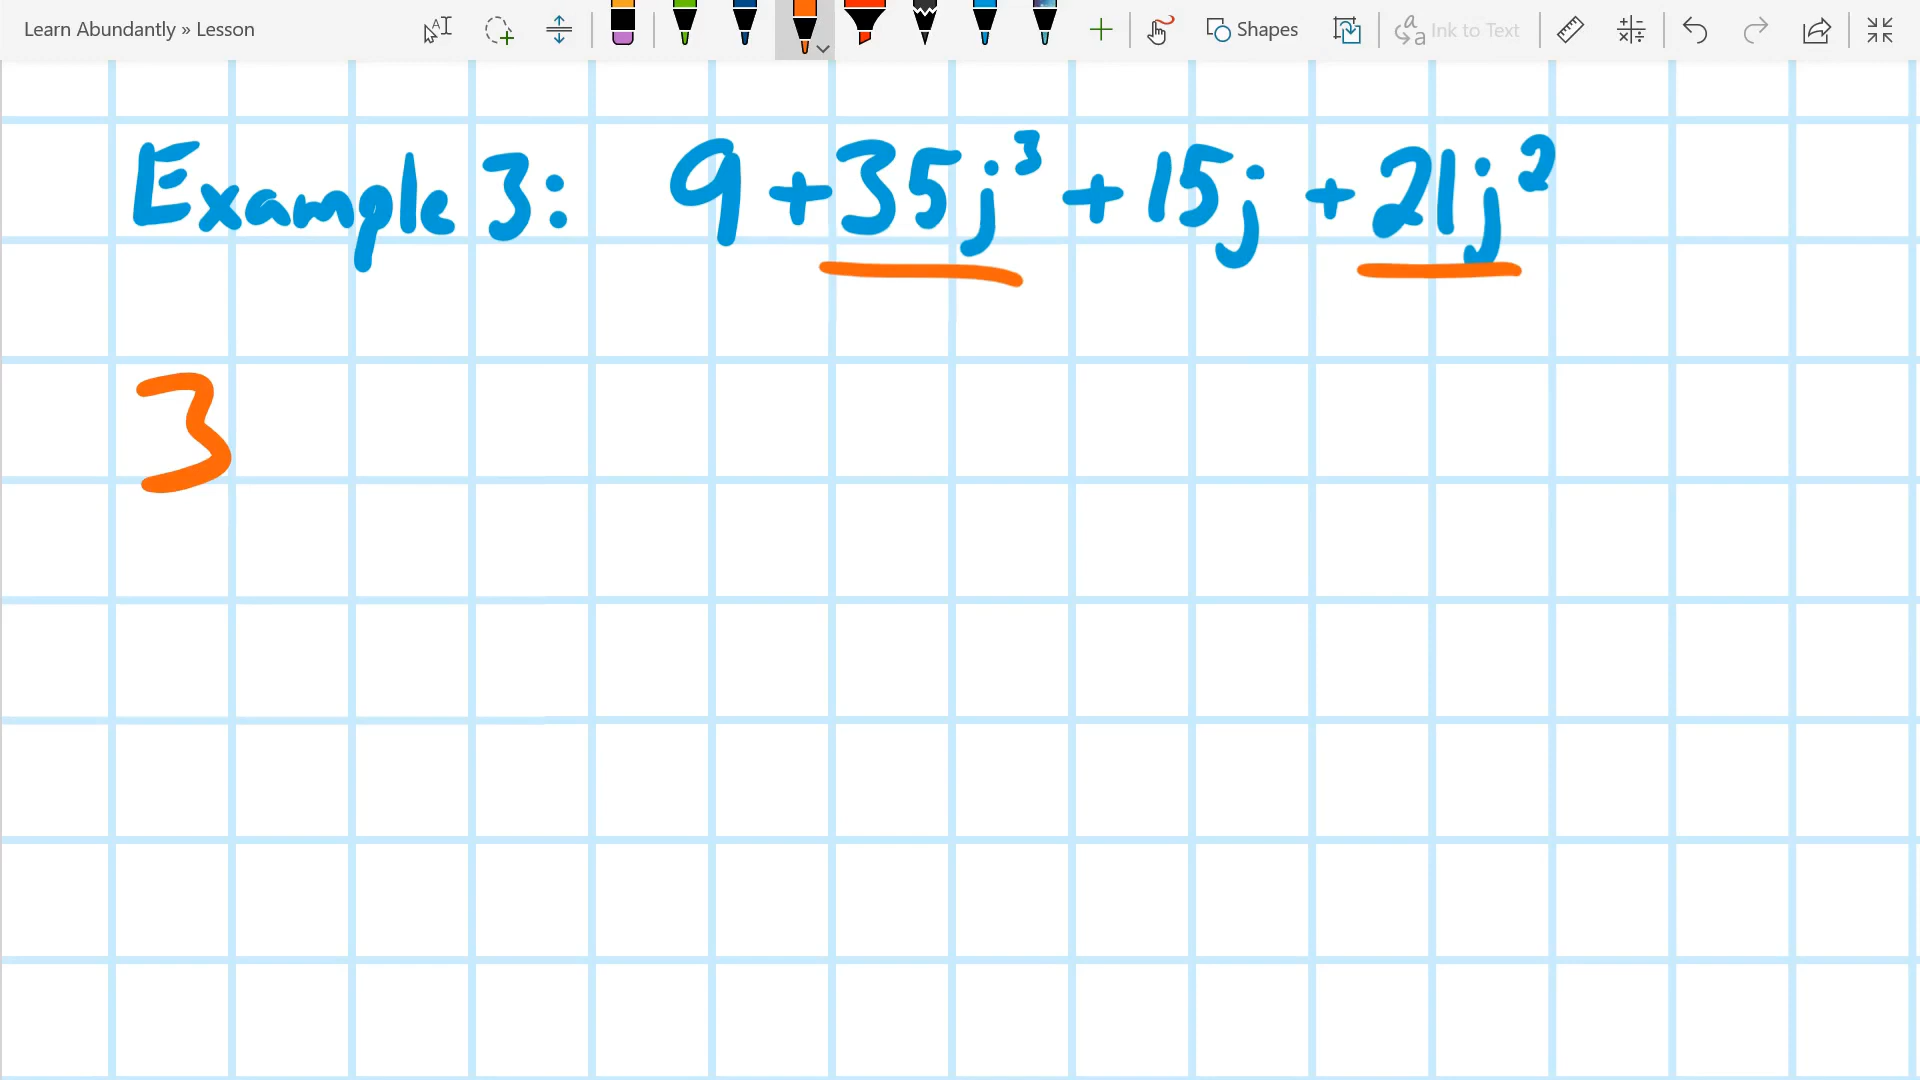 Learn Abundantly » Lesson Shapes Ink to Text
Example 3: 9 + 35j³ + 15j + 21j²
3